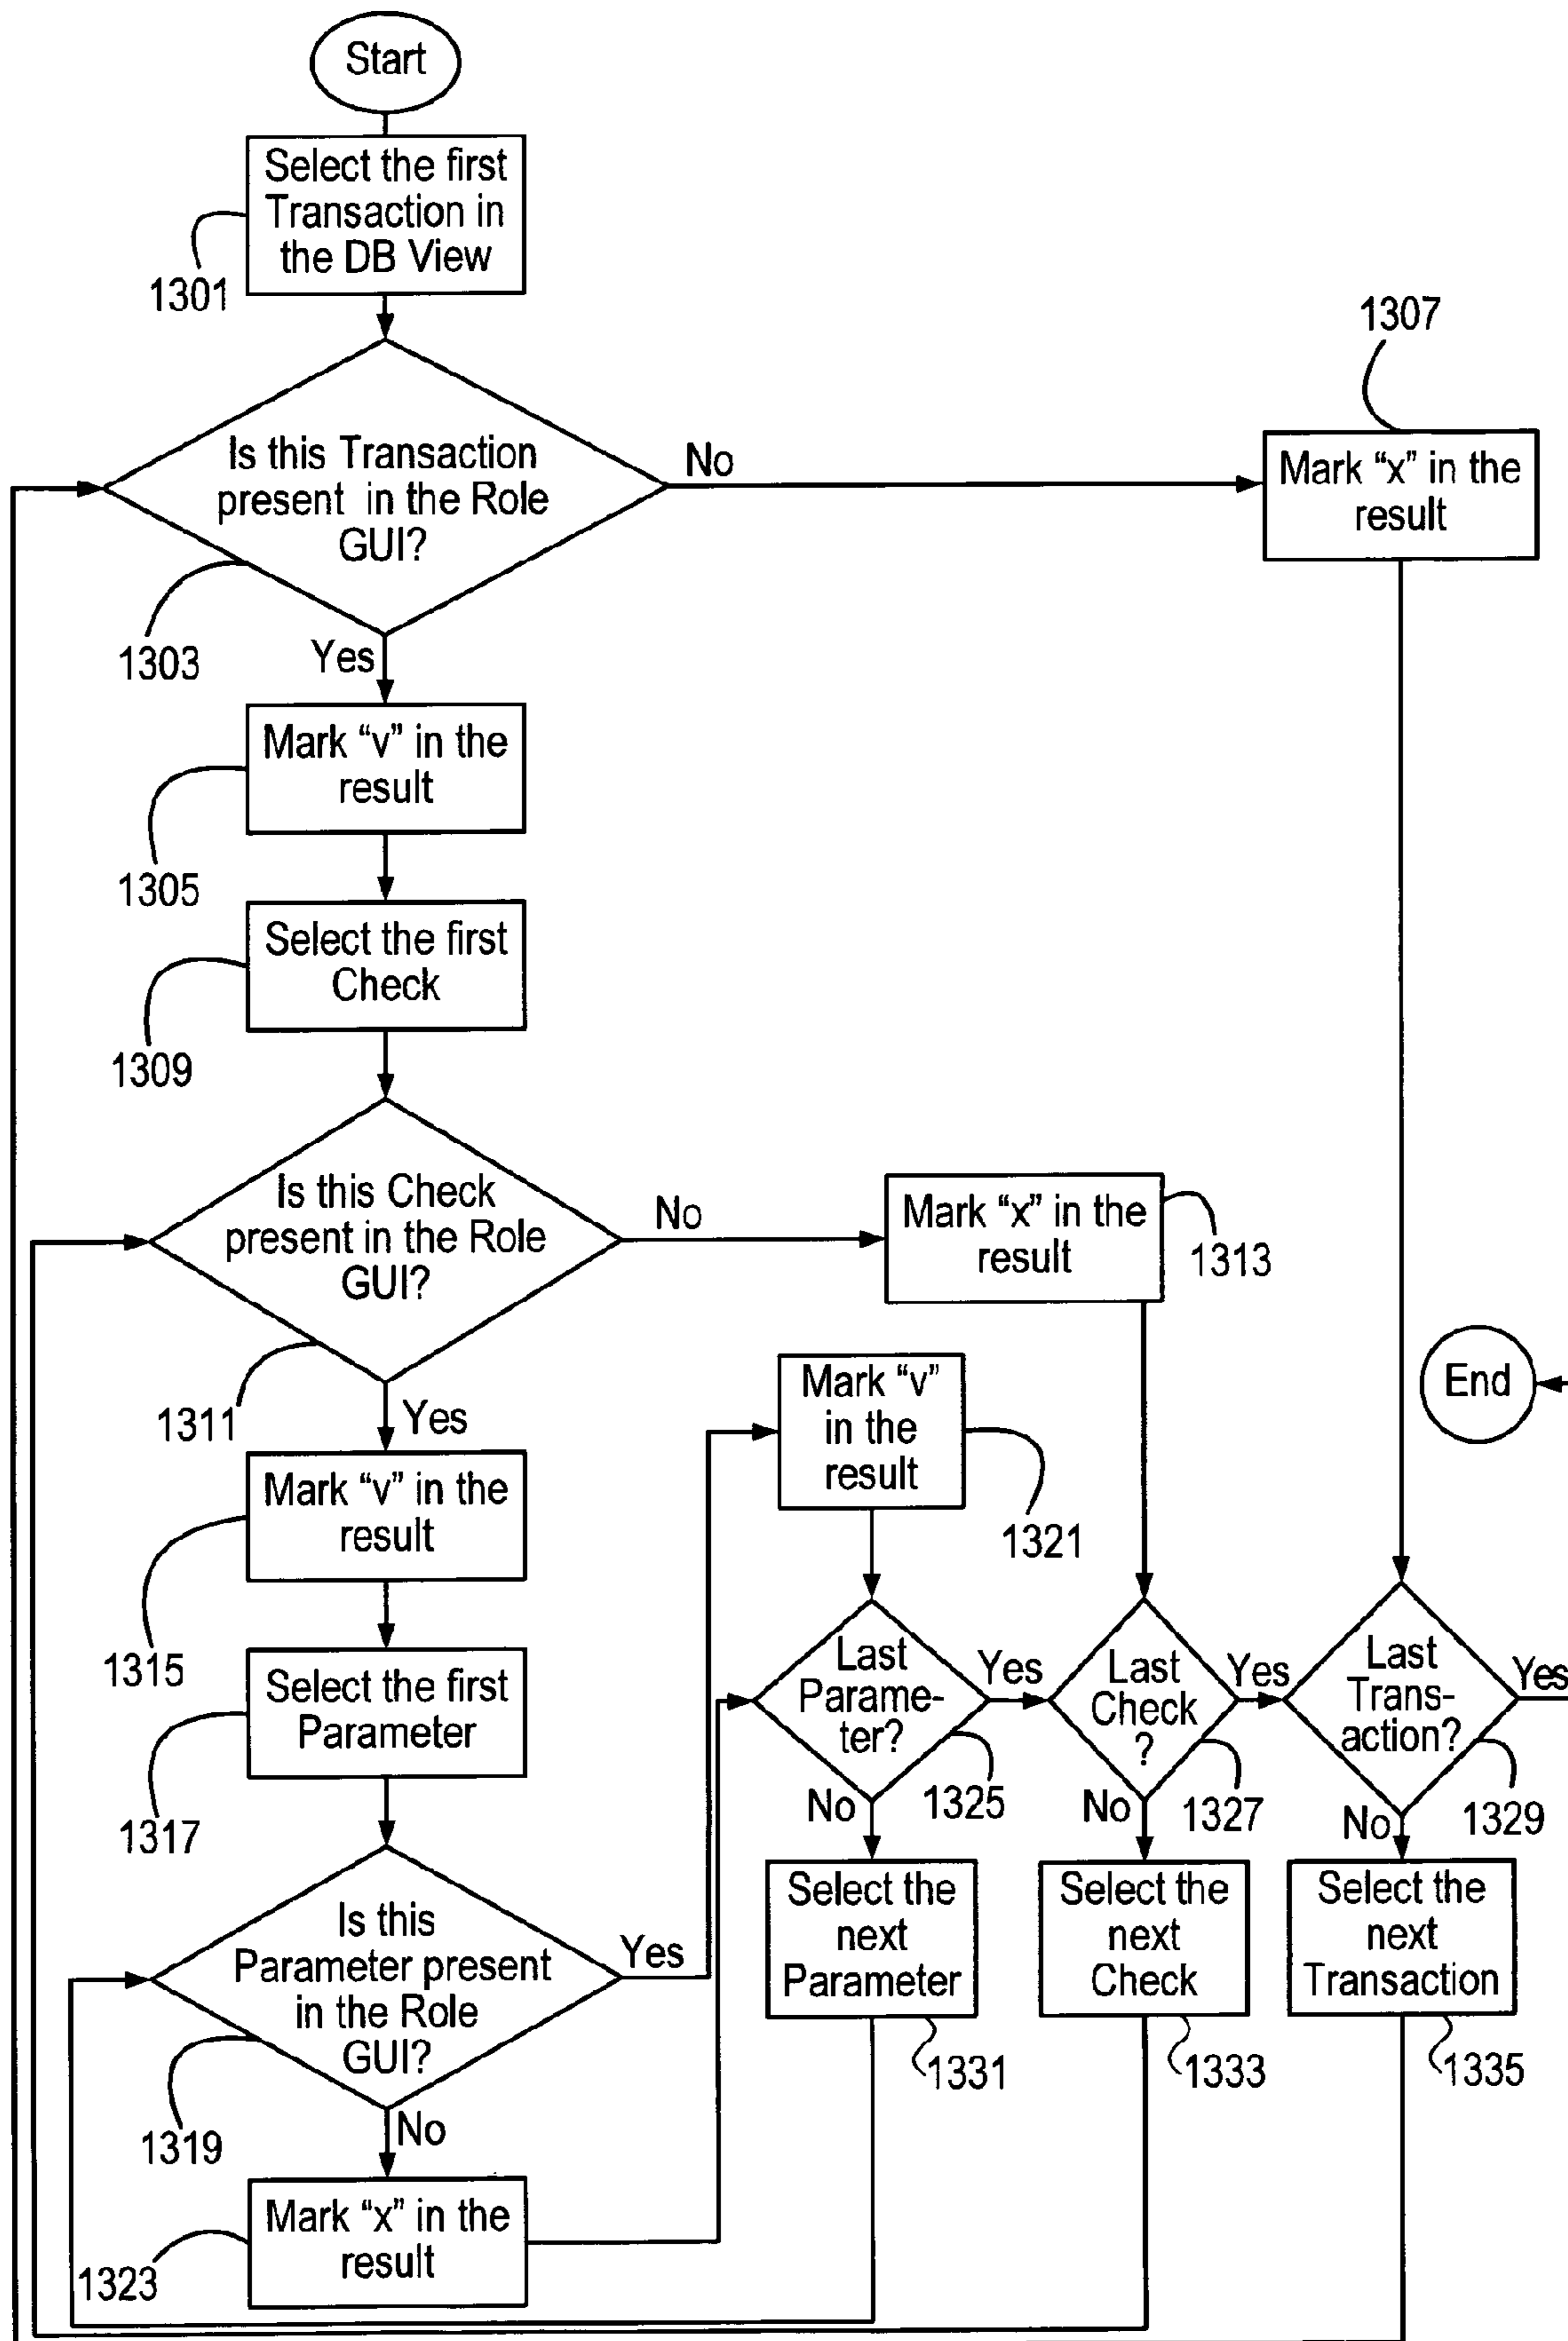 Start
Select the first
Transaction in
the DB View
1301
1307
Is this Transaction
present in the Role
GUI?
No
Mark “x” in the
result
1303
Yes
Mark “v” in the
result
1305
Select the first
Check
1309
Is this Check
present in the Role
GUI?
No
Mark “x” in the
result
1313
1311
Yes
Mark “v”
in the
result
1321
End
Mark “v” in the
result
1315
Select the first
Parameter
1317
Last
Parame-
ter?
Yes
1325
No
Last
Check
?
Yes
1327
No
Last
Trans-
action?
Yes
1329
No
Select the
next
Parameter
1331
Select the
next
Check
1333
Select the
next
Transaction
1335
Is this
Parameter present
in the Role
GUI?
Yes
1319
No
Mark “x” in the
result
1323